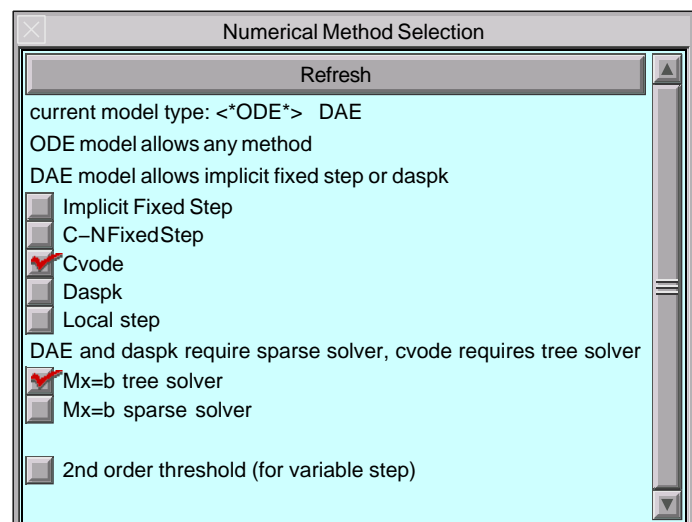 Numerical Method Selection
Refresh
current model type: <*ODE*> DAE
ODE model allows any method
DAE model allows implicit fixed step or daspk
Implicit Fixed Step
C−NFixedStep
Cvode
Daspk
Local step
DAE and daspk require sparse solver, cvode requires tree solver
Mx=b tree solver
Mx=b sparse solver
2nd order threshold (for variable step)